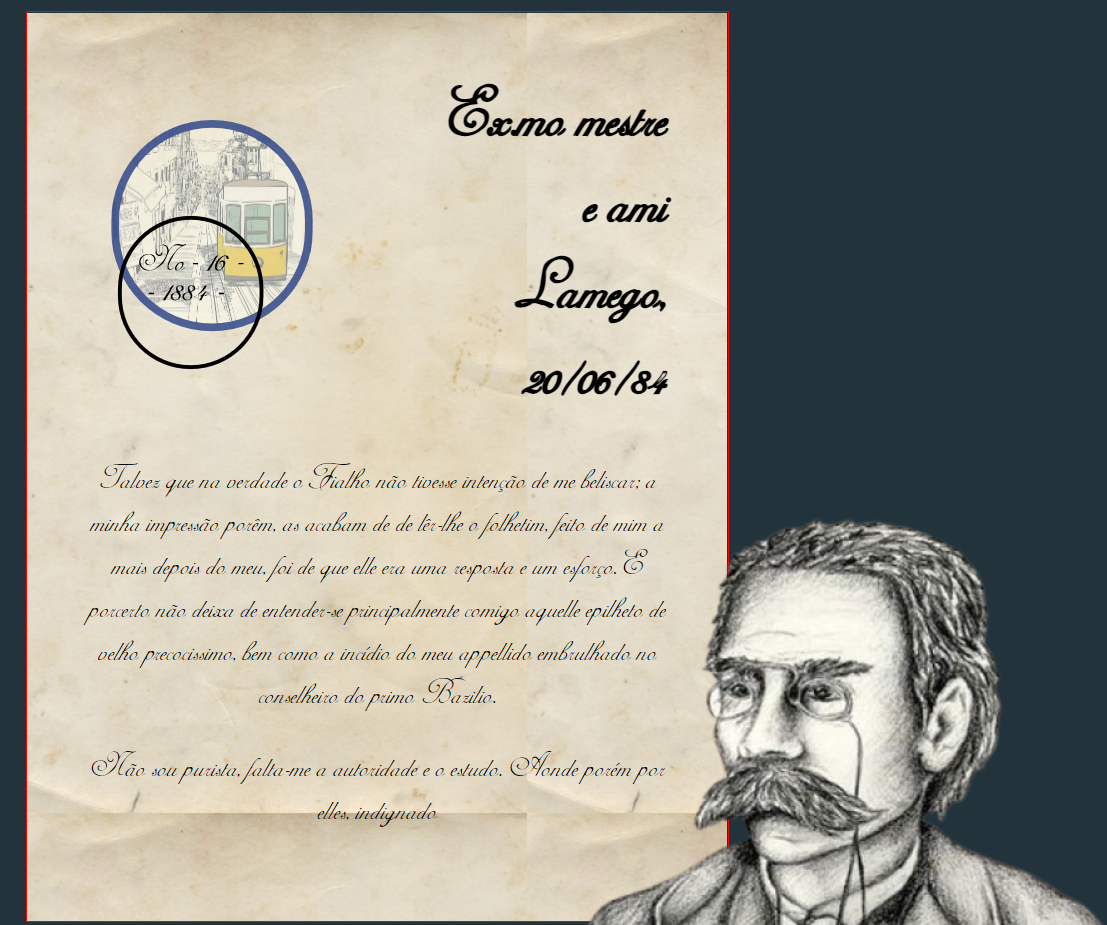 Ex.mo mestre
e ami
Lamego,
20/06/84
No - 16 -
- 1884 -
Talvez que na verdade o Fialho não tivesse intenção de me beliscar; a
minha impressão porêm, as acabam de de lêr-lhe o folhetim, feito de mim a
mais depois do meu, foi de que elle era uma resposta e um esforço. E
porcerto não deixa de entender-se principalmente comigo aquelle epilheto de
velho precocissimo, bem como a incídio do meu appellido embrulhado no
conselheiro do primo Bazilio.
Não sou purista, falta-me a autoridade e o estudo. Aonde porém por
elles, indignado